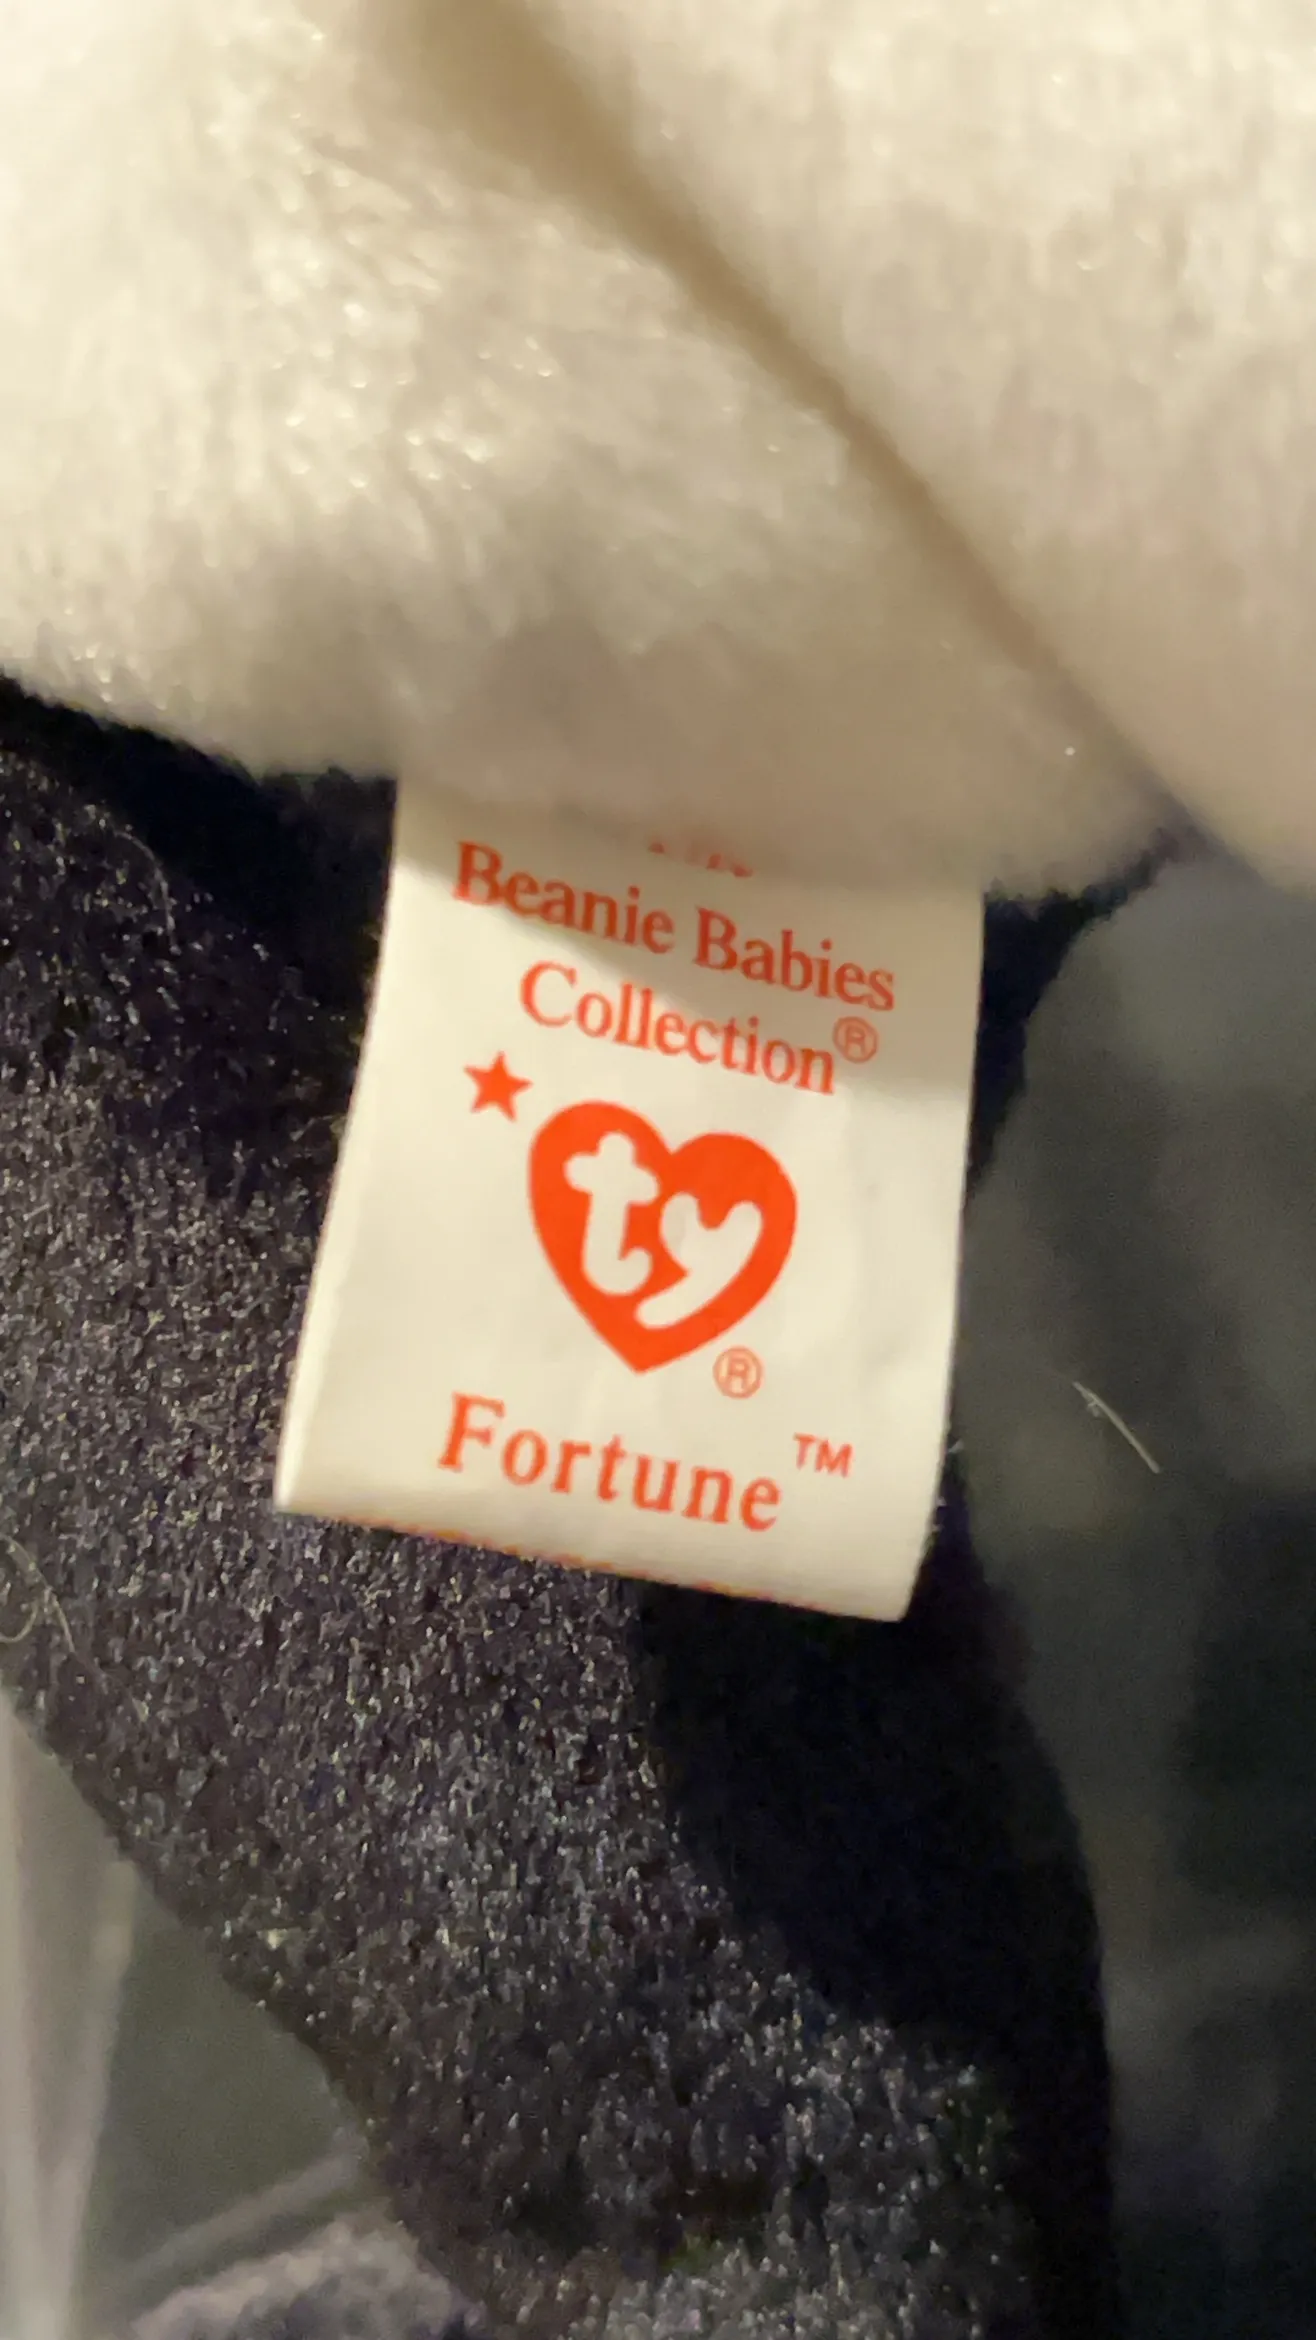 Beanie Babies
Collection®
ty
®
Fortune™